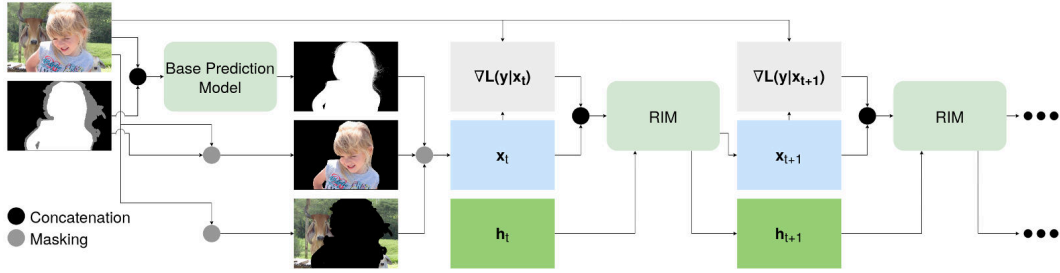 Base Prediction
Model
∇L(y|xₜ)
∇L(y|xₜ₊₁)
RIM
RIM
xₜ
xₜ₊₁
hₜ
hₜ₊₁
Concatenation
Masking